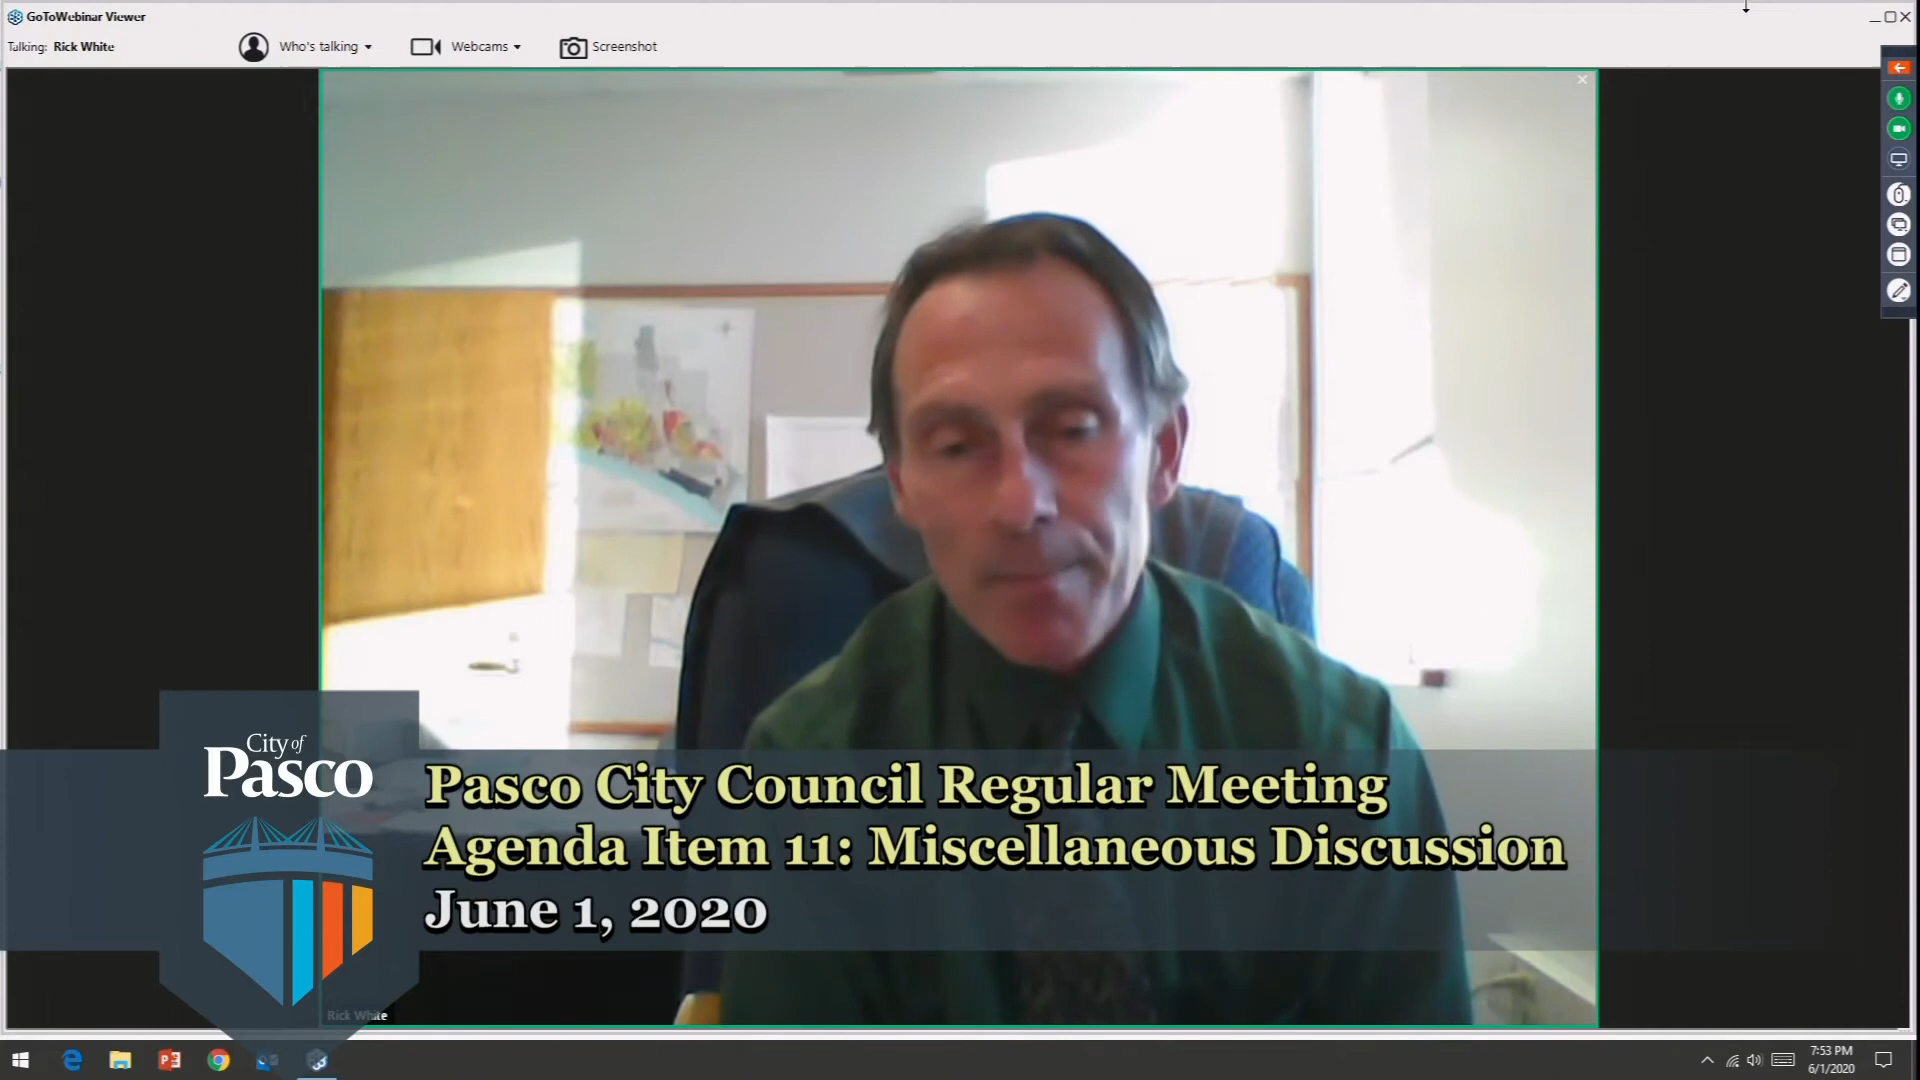 GoToWebinar Viewer
Talking: Rick White
Who's talking
Webcams
Screenshot
City of
Pasco
Pasco City Council Regular Meeting
Agenda Item 11: Miscellaneous Discussion
June 1, 2020
Rick White
7:53 PM
6/1/2020